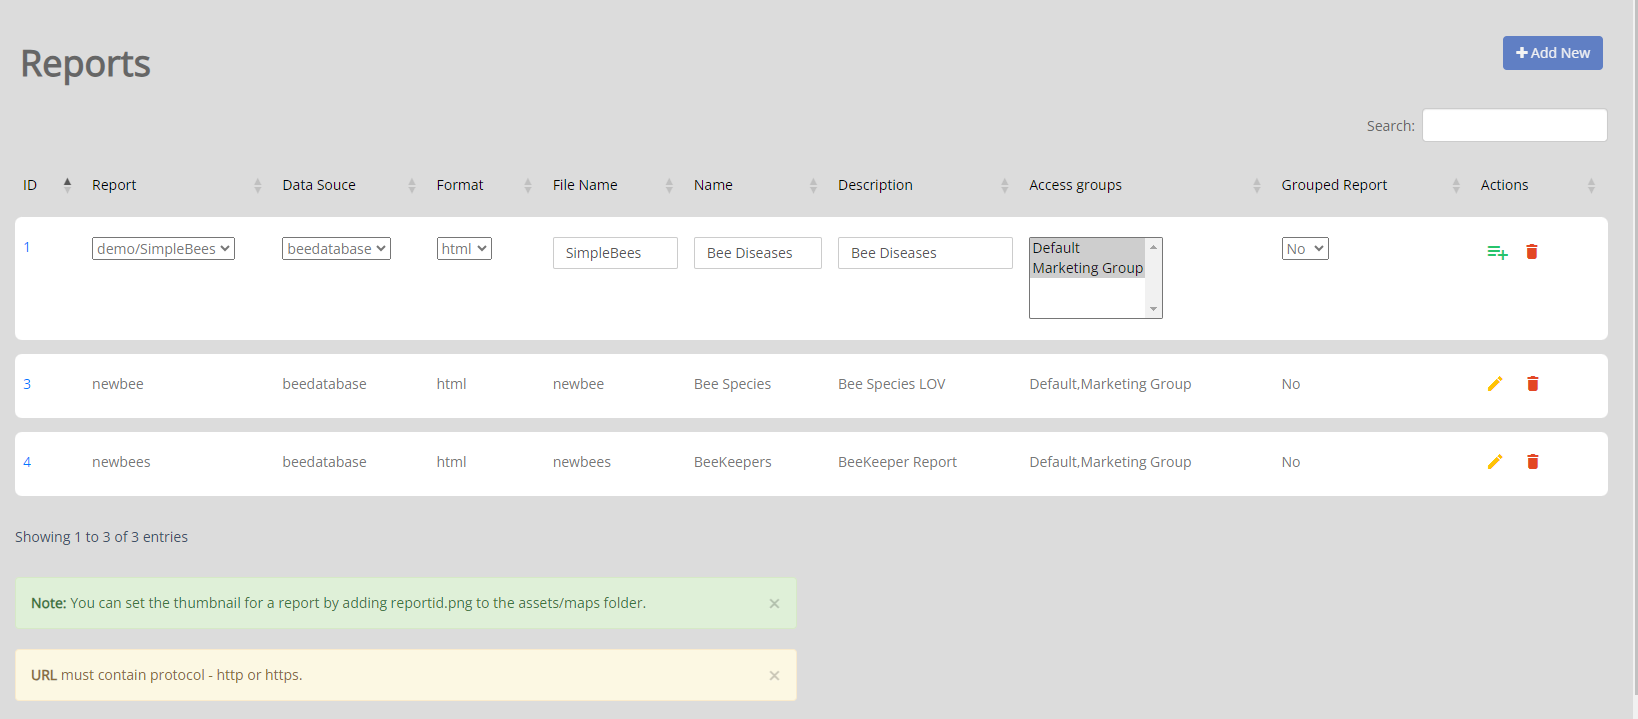 Reports
Add New
Search:
ID Report Data Souce Format File Name Name Description Access groups Grouped Report Actions
1 demo/SimpleBees beedatabase html SimpleBees Bee Diseases Bee Diseases Default No
Marketing Group
3 newbee beedatabase html newbee Bee Species Bee Species LOV Default,Marketing Group No
4 newbees beedatabase html newbees BeeKeepers BeeKeeper Report Default,Marketing Group No
Showing 1 to 3 of 3 entries
Note: You can set the thumbnail for a report by adding reportid.png to the assets/maps folder. ×
URL must contain protocol - http or https. ×